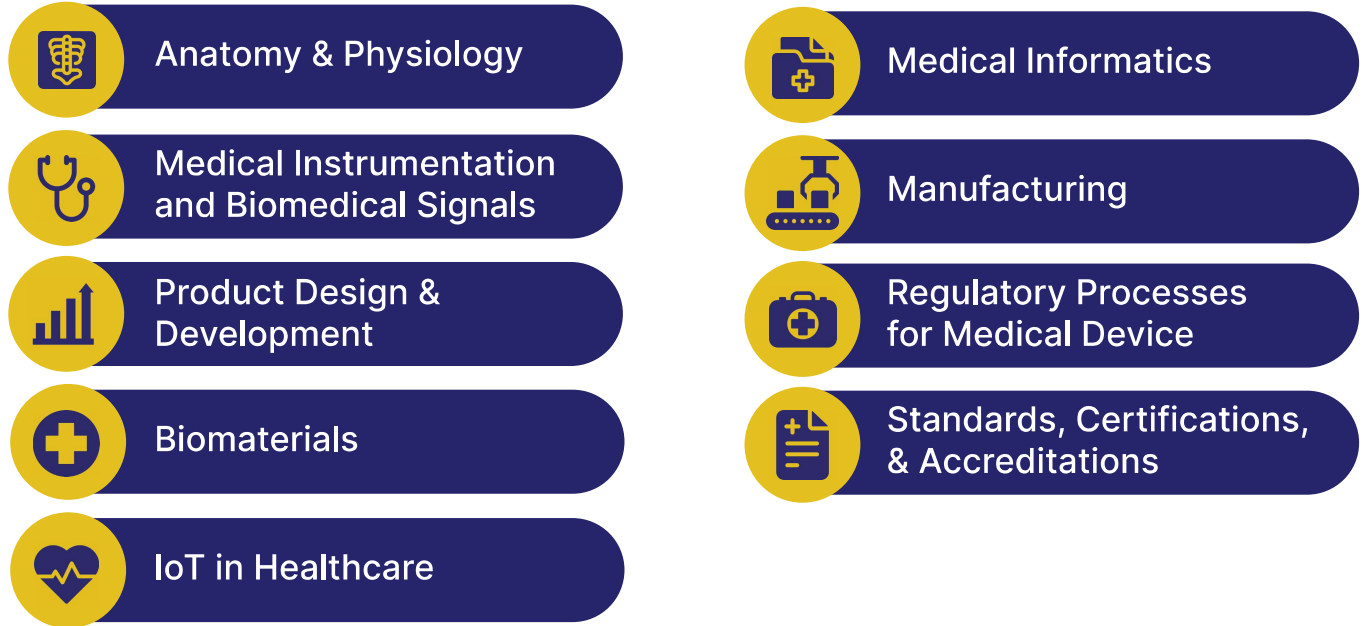 Anatomy & Physiology
Medical Instrumentation
and Biomedical Signals
Product Design &
Development
Biomaterials
IoT in Healthcare
Medical Informatics
Manufacturing
Regulatory Processes
for Medical Device
Standards, Certifications,
& Accreditations